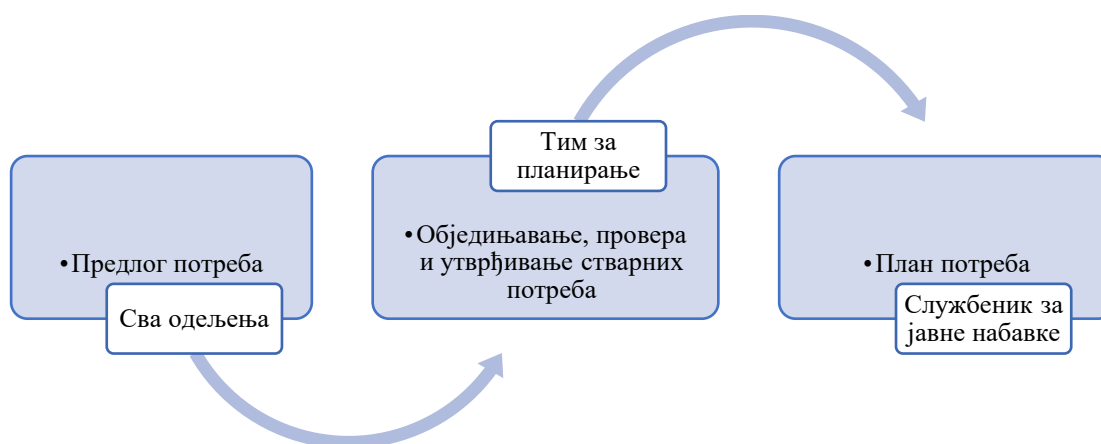 •Предлог потреба
Сва одељења
Тим за
планирање
•Обједињавање, провера
и утврђивање стварних
потреба
•План потреба
Службеник за
јавне набавке